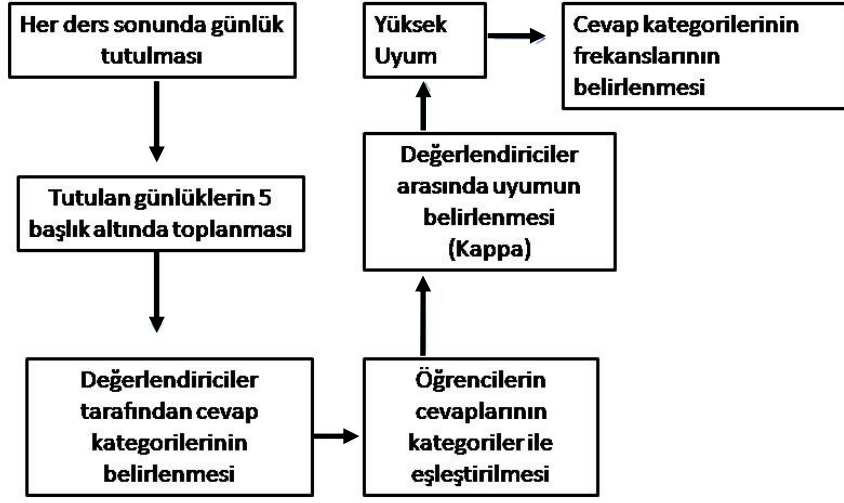 Her ders sonunda günlük
tutulması
Tutulan günlüklerin 5
başlık altında toplanması
Değerlendiriciler
tarafından cevap
kategorilerinin
belirlenmesi
Öğrencilerin
cevaplarının
kategoriler ile
eşleştirilmesi
Değerlendiriciler
arasında uyumun
belirlenmesi
(Kappa)
Yüksek
Uyum
Cevap kategorilerinin
frekanslarının
belirlenmesi